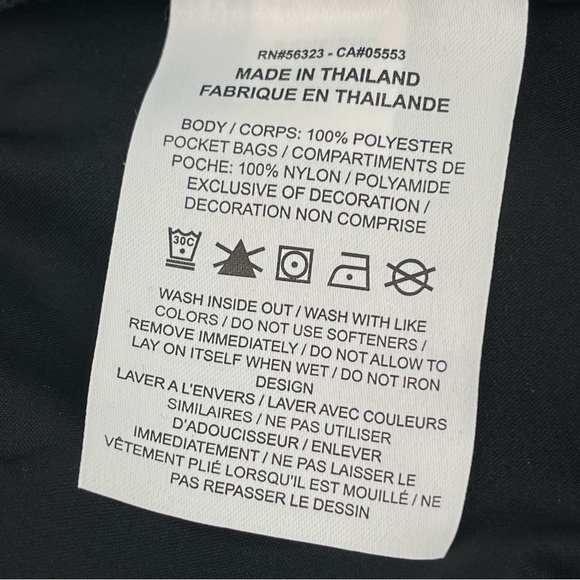 RN#56323 - CA#05553
MADE IN THAILAND
FABRIQUE EN THAILANDE
BODY / CORPS: 100% POLYESTER
POCKET BAGS / COMPARTIMENTS DE
POCHE: 100% NYLON / POLYAMIDE
EXCLUSIVE OF DECORATION /
DECORATION NON COMPRISE
30C
WASH INSIDE OUT / WASH WITH LIKE
COLORS / DO NOT USE SOFTENERS /
REMOVE IMMEDIATELY / DO NOT ALLOW TO
LAY ON ITSELF WHEN WET / DO NOT IRON
DESIGN
LAVER A L'ENVERS / LAVER AVEC COULEURS
SIMILAIRES / NE PAS UTILISER
D'ADOUCISSEUR / ENLEVER
IMMEDIATEMENT / NE PAS LAISSER LE
VÊTEMENT PLIÉ LORSQU'IL EST MOUILLÉ / NE
PAS REPASSER LE DESSIN